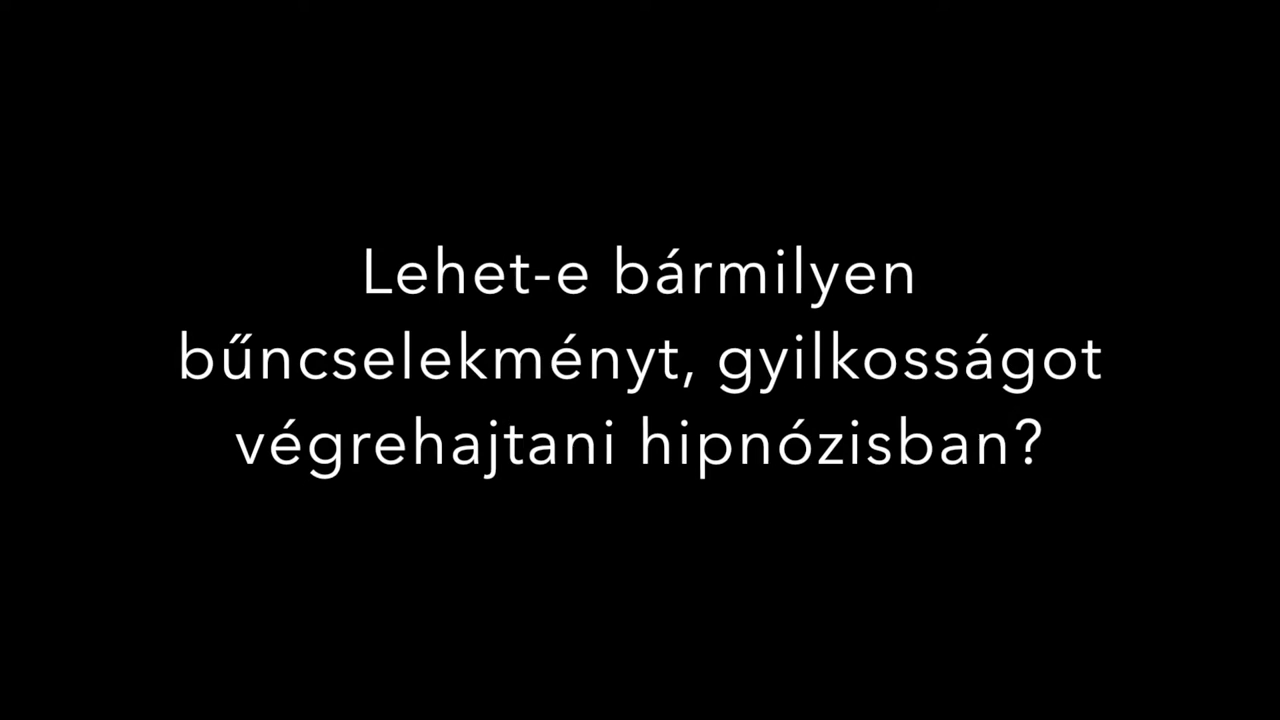 Lehet-e bármilyen
bűncselekményt, gyilkosságot
végrehajtani hipnózisban?